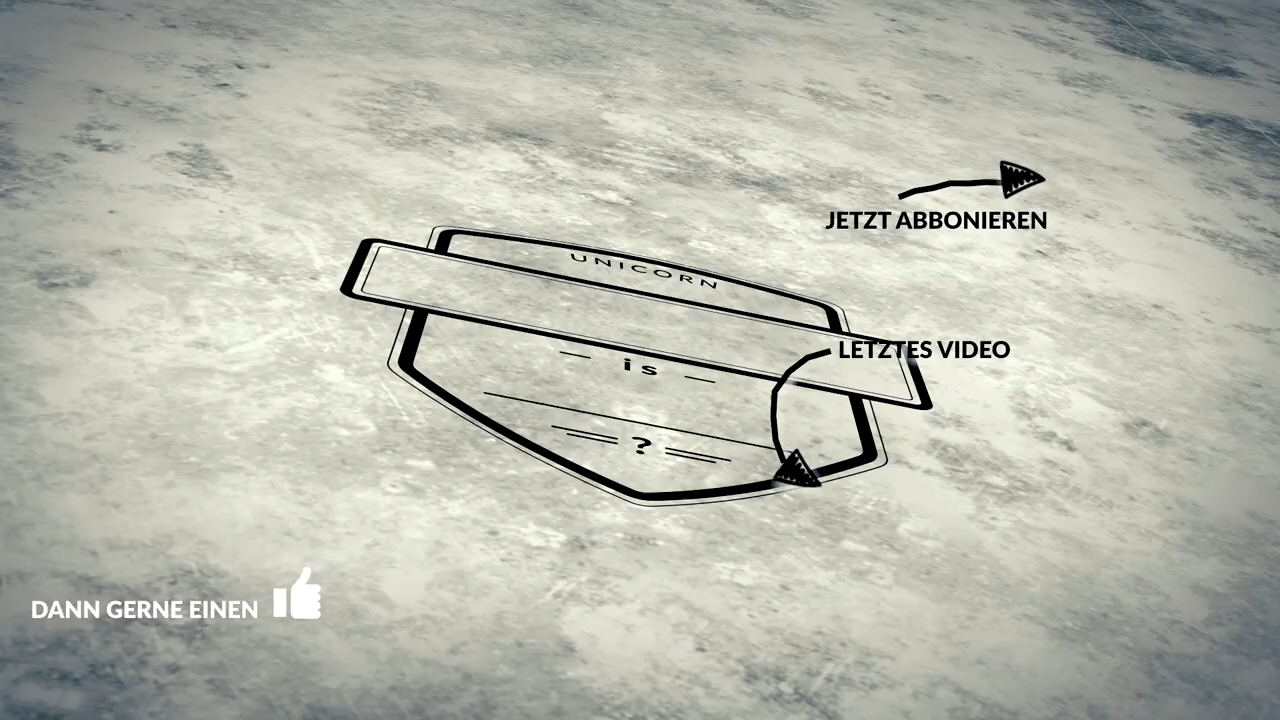 JETZT ABBONIEREN
UNICORN
LETZTES VIDEO
is
?
DANN GERNE EINEN